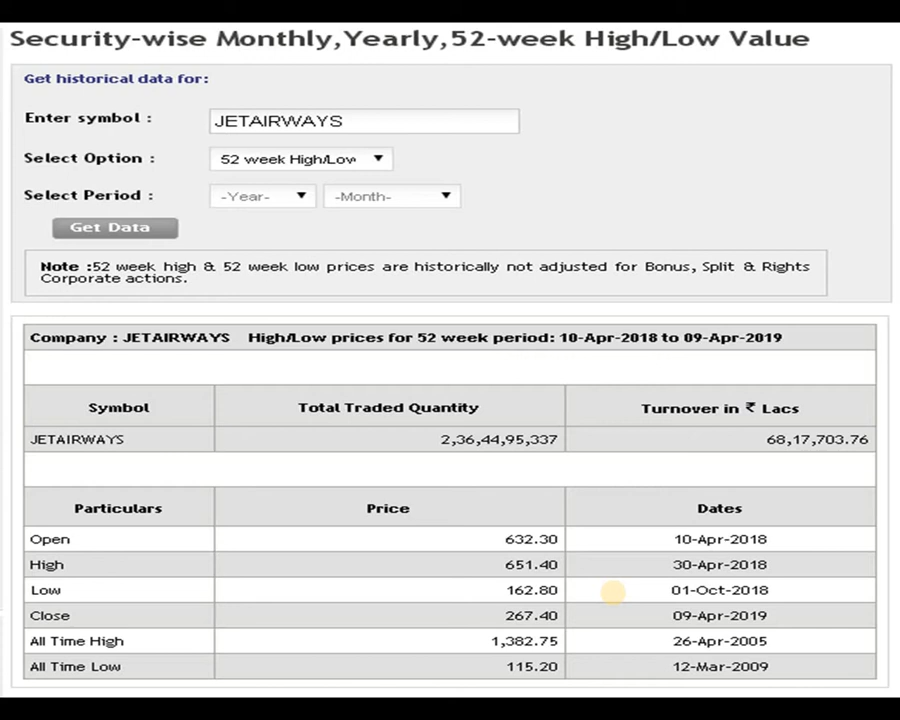 Security-wise Monthly,Yearly,52-week High/Low Value
Get historical data for:
Enter symbol : JETAIRWAYS
Select Option : 52 week High/Low
Select Period : -Year- -Month-
Get Data
Note :52 week high & 52 week low prices are historically not adjusted for Bonus, Split & Rights
Corporate actions.
Company : JETAIRWAYS High/Low prices for 52 week period: 10-Apr-2018 to 09-Apr-2019
Symbol Total Traded Quantity Turnover in ₹ Lacs
JETAIRWAYS 2,36,44,95,337 68,17,703.76
Particulars Price Dates
Open 632.30 10-Apr-2018
High 651.40 30-Apr-2018
Low 162.80 01-Oct-2018
Close 267.40 09-Apr-2019
All Time High 1,382.75 26-Apr-2005
All Time Low 115.20 12-Mar-2009